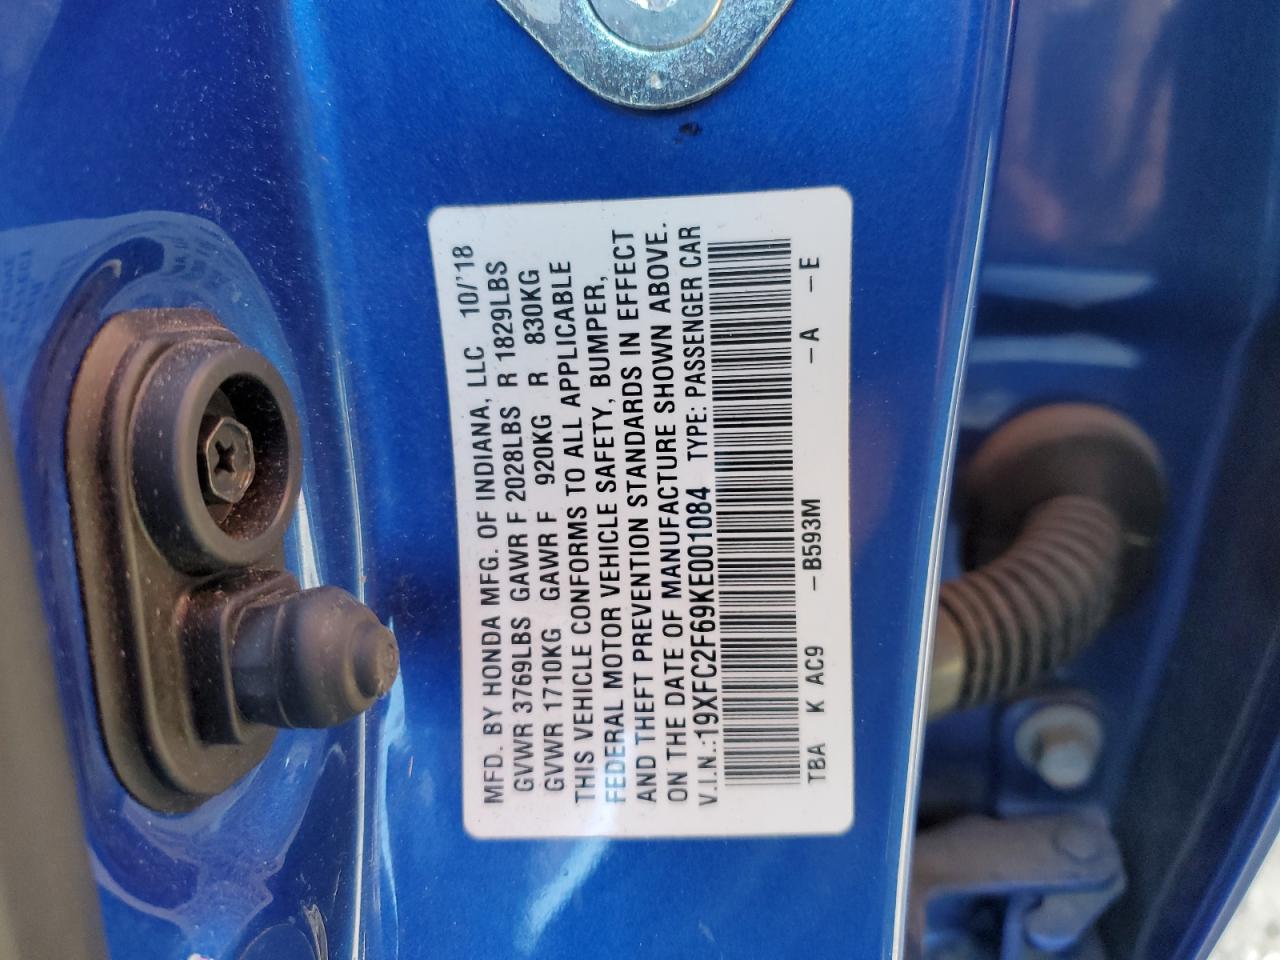 MFD. BY HONDA MFG. OF INDIANA, LLC 10/'18
GVWR 3769LBS GAWR F 2028LBS R 1829LBS
GVWR 1710KG GAWR F 920KG R 830KG
THIS VEHICLE CONFORMS TO ALL APPLICABLE
FEDERAL MOTOR VEHICLE SAFETY, BUMPER,
AND THEFT PREVENTION STANDARDS IN EFFECT
ON THE DATE OF MANUFACTURE SHOWN ABOVE.
V.I.N.:19XFC2F69KE001084 TYPE: PASSENGER CAR
TBA K AC9 -B593M -A -E